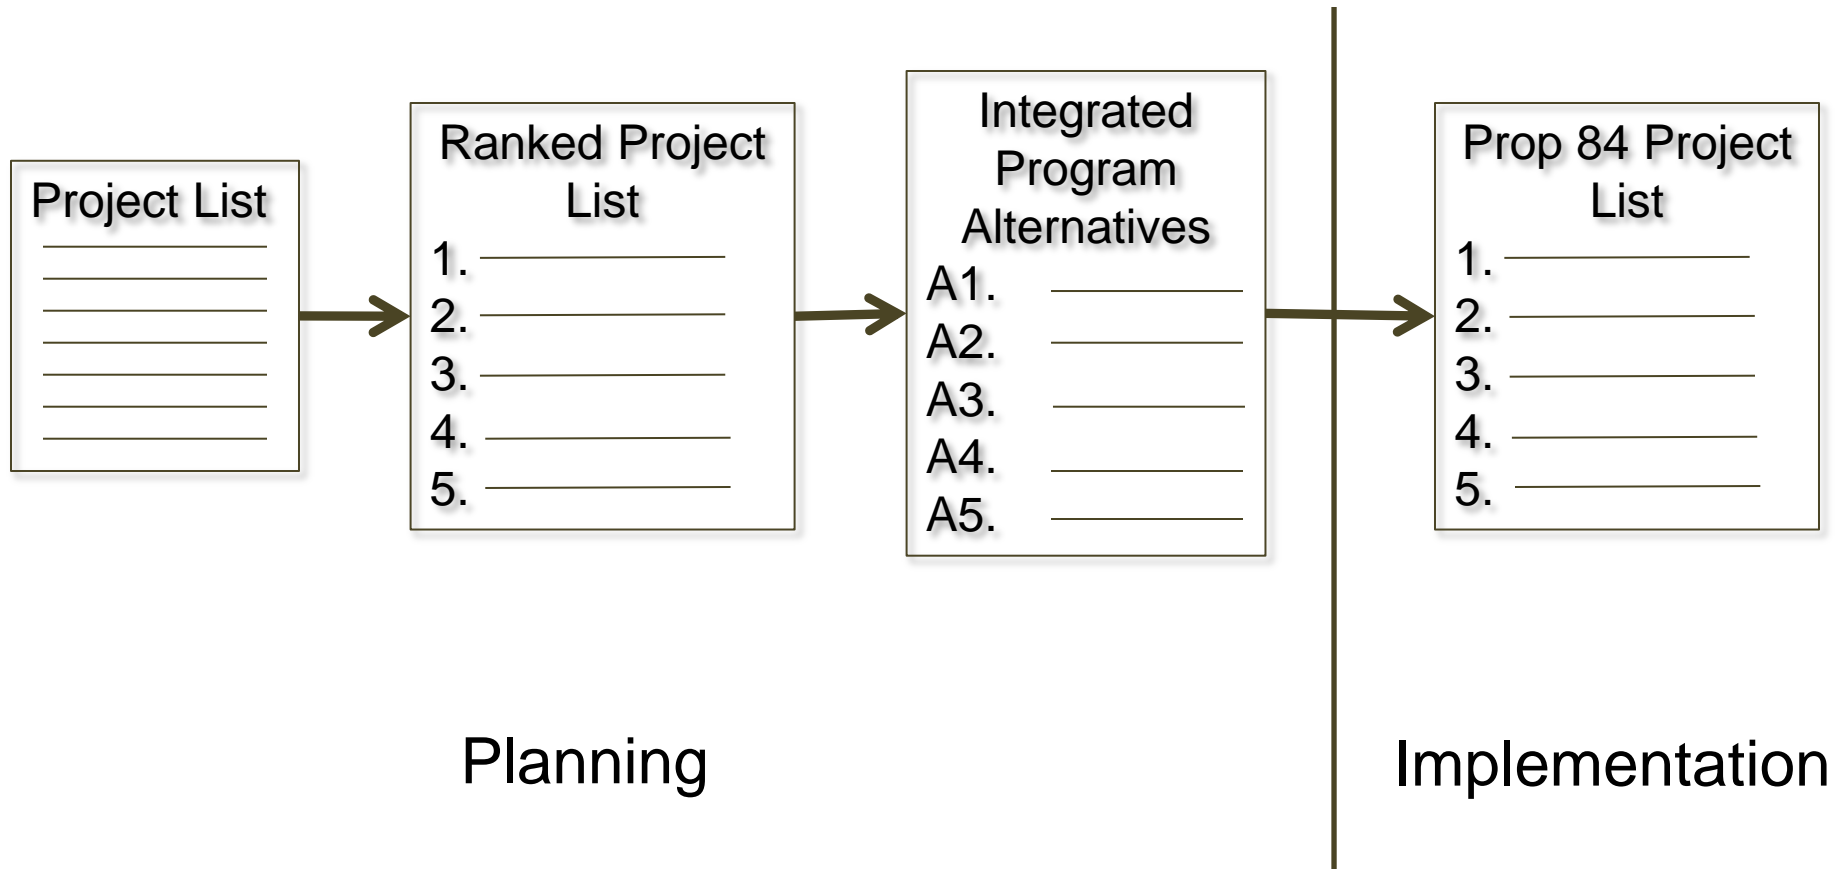 Project List
Ranked Project
List
1.
2.
3.
4.
5.
Integrated
Program
Alternatives
A1.
A2.
A3.
A4.
A5.
Prop 84 Project
List
1.
2.
3.
4.
5.
Planning
Implementation